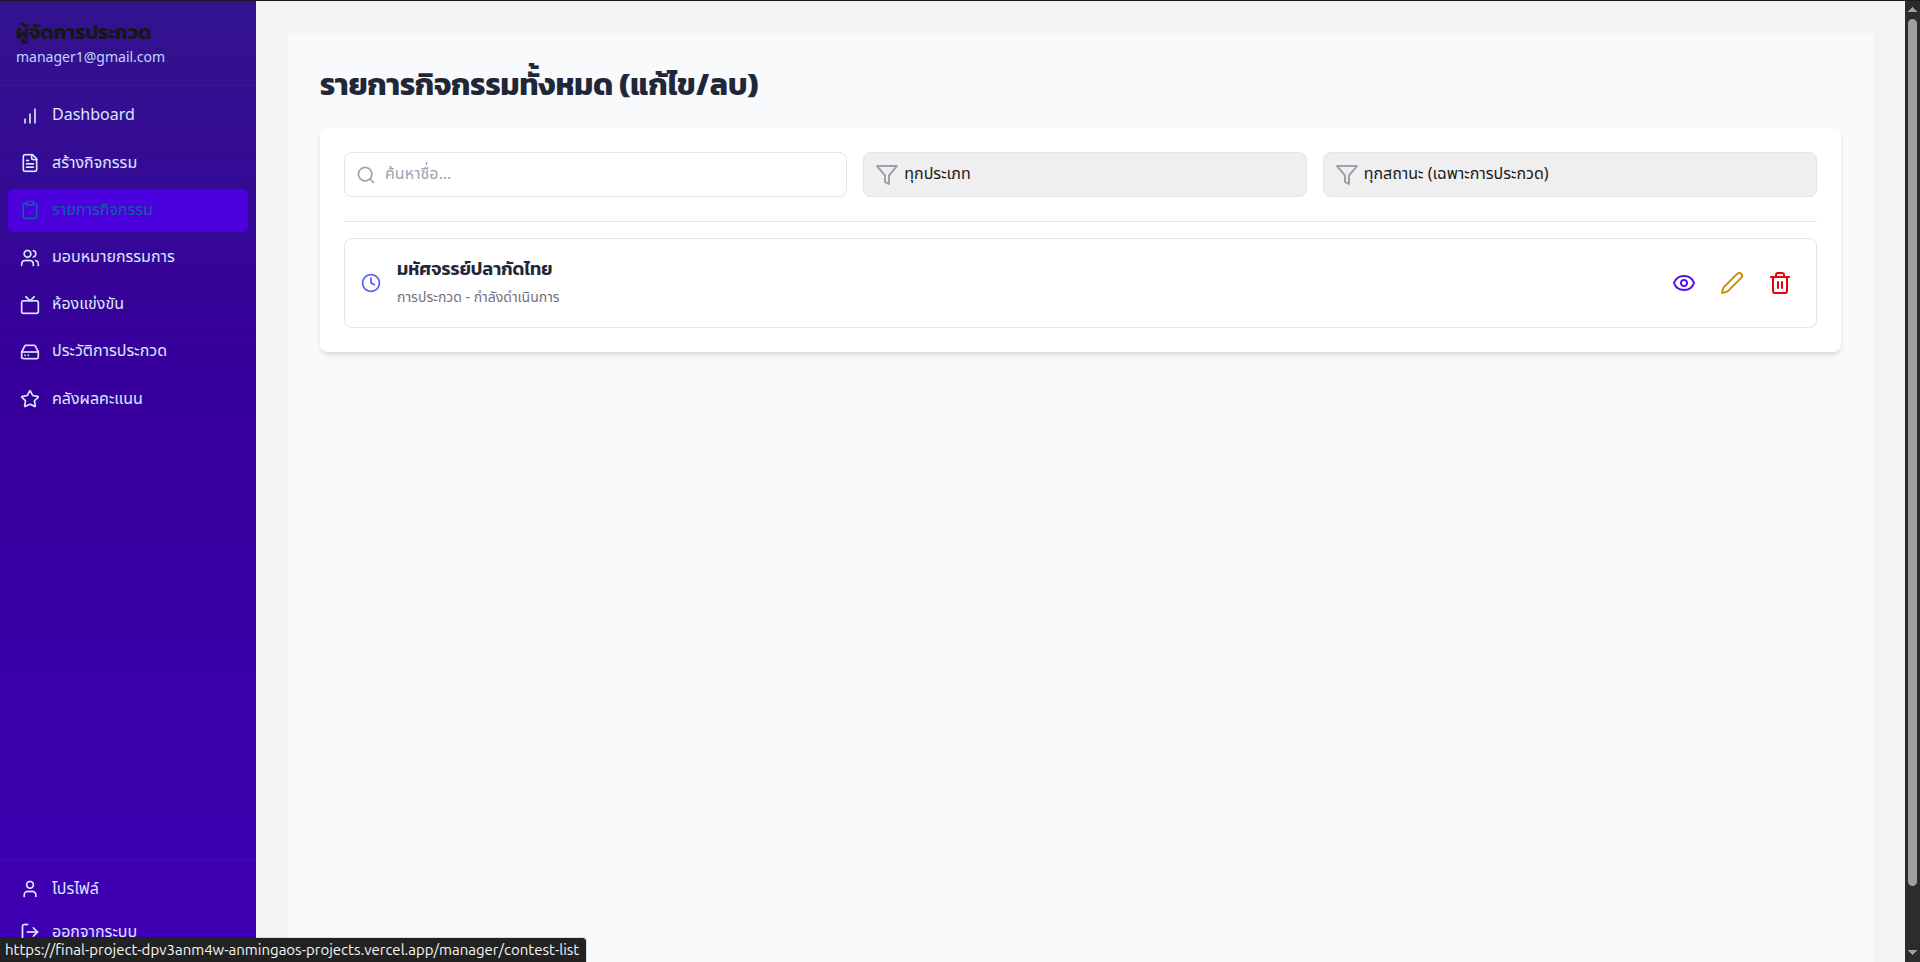 ผู้จัดการประกวด
manager1@gmail.com
Dashboard
สร้างกิจกรรม
รายการกิจกรรม
มอบหมายกรรมการ
ห้องแข่งขัน
ประวัติการประกวด
คลังผลคะแนน
โปรไฟล์
ออกจากระบบ
https://final-project-dpv3anm4w-anmingaos-projects.vercel.app/manager/contest-list
รายการกิจกรรมทั้งหมด (แก้ไข/ลบ)
ค้นหาชื่อ...
ทุกประเภท
ทุกสถานะ (เฉพาะการประกวด)
มหัศจรรย์ปลากัดไทย
การประกวด - กำลังดำเนินการ